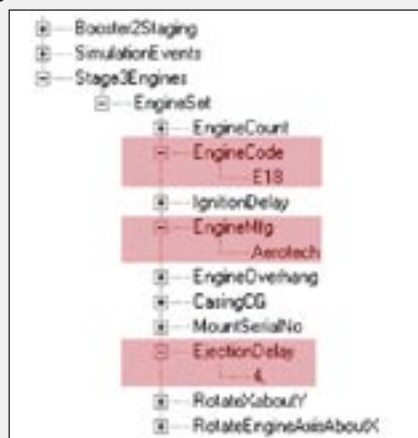 Booster2Staging
SimulationEvents
Stage3Engines
EngineSet
EngineCount
EngineCode
E18
IgnitionDelay
EngineMfg
Aerotech
EngineOverhang
CasingCG
MountSerialNo
EjectionDelay
4.
RotateXaboutY
RotateEngineAxisAboutX